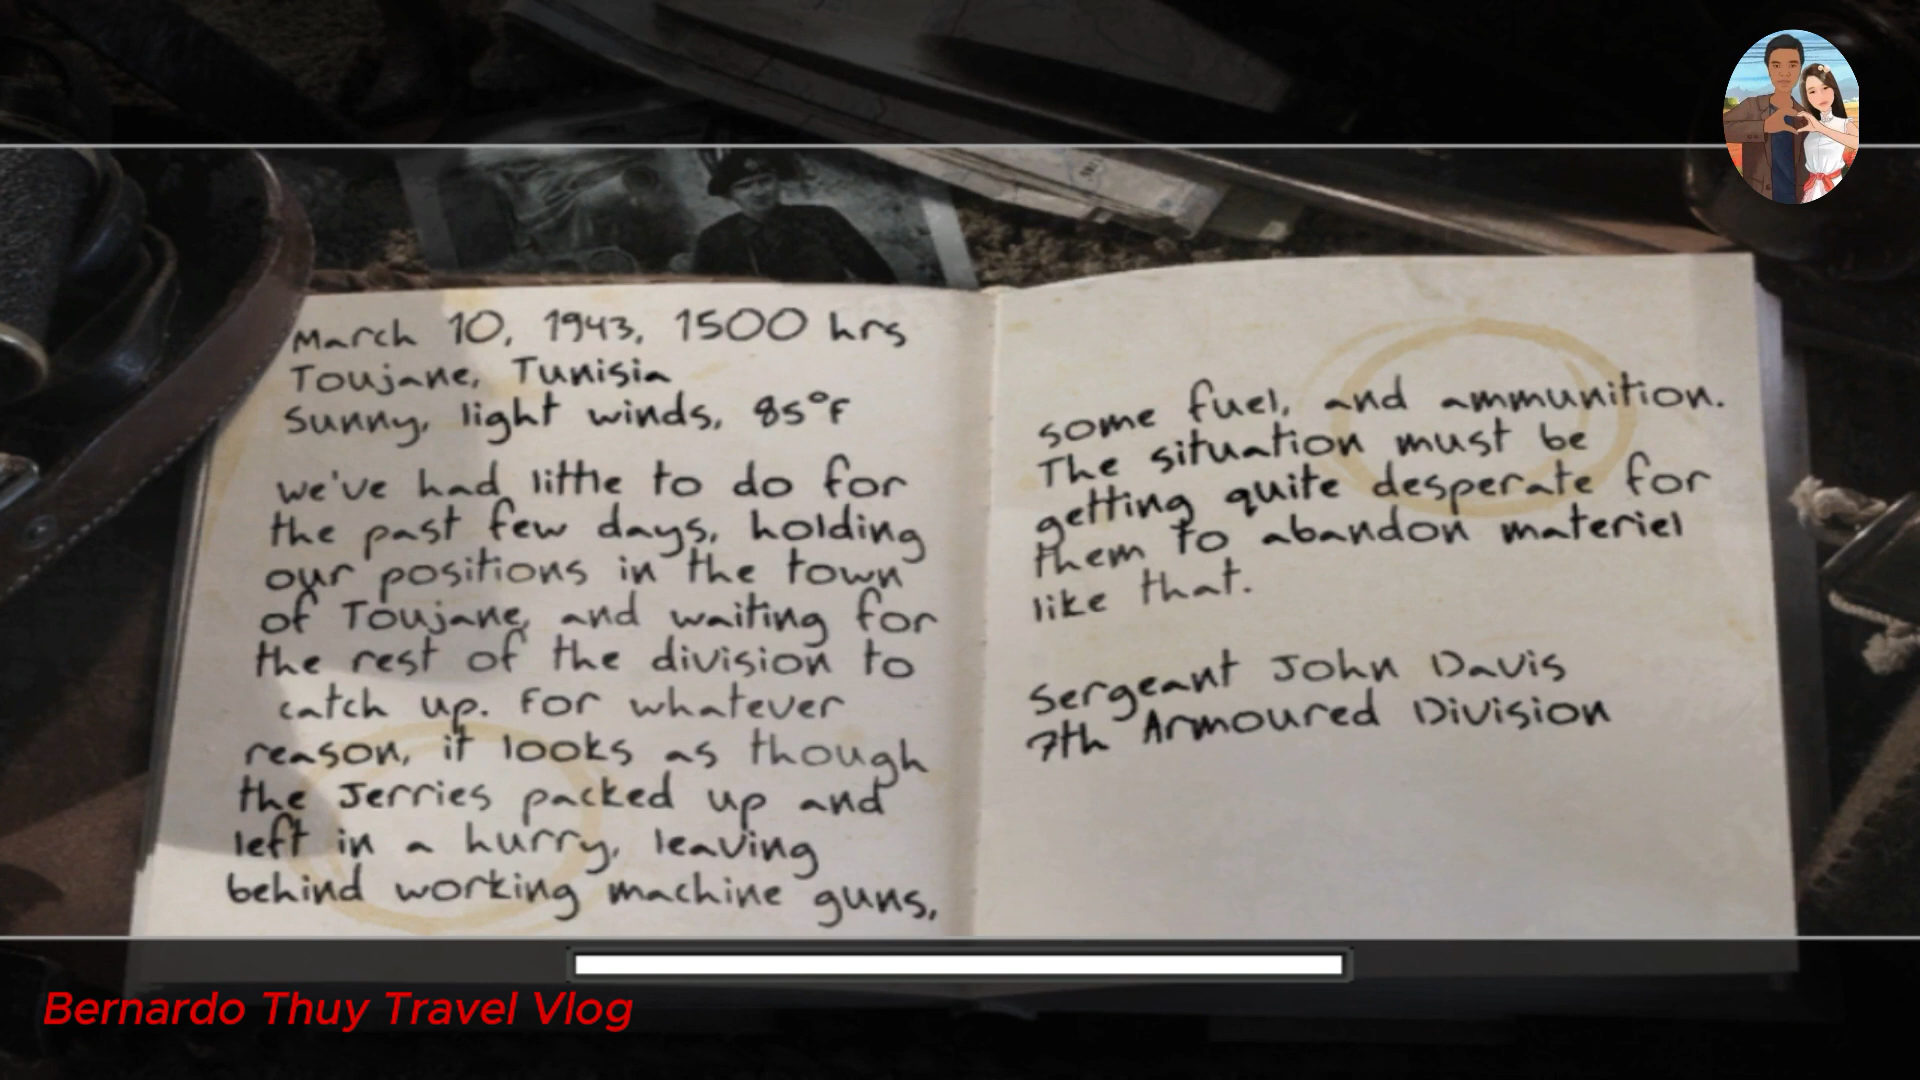 March 10, 1943, 1500 hrs
Toujane, Tunisia
Sunny, light winds, 85°F
We've had little to do for
the past few days, holding
our positions in the town
of Toujane, and waiting for
the rest of the division to
catch up. For whatever
reason, it looks as though
the Jerries packed up and
left in a hurry, leaving
behind working machine guns,
some fuel, and ammunition.
The situation must be
getting quite desperate for
them to abandon materiel
like that.
Sergeant John Davis
7th Armoured Division
Bernardo Thuy Travel Vlog